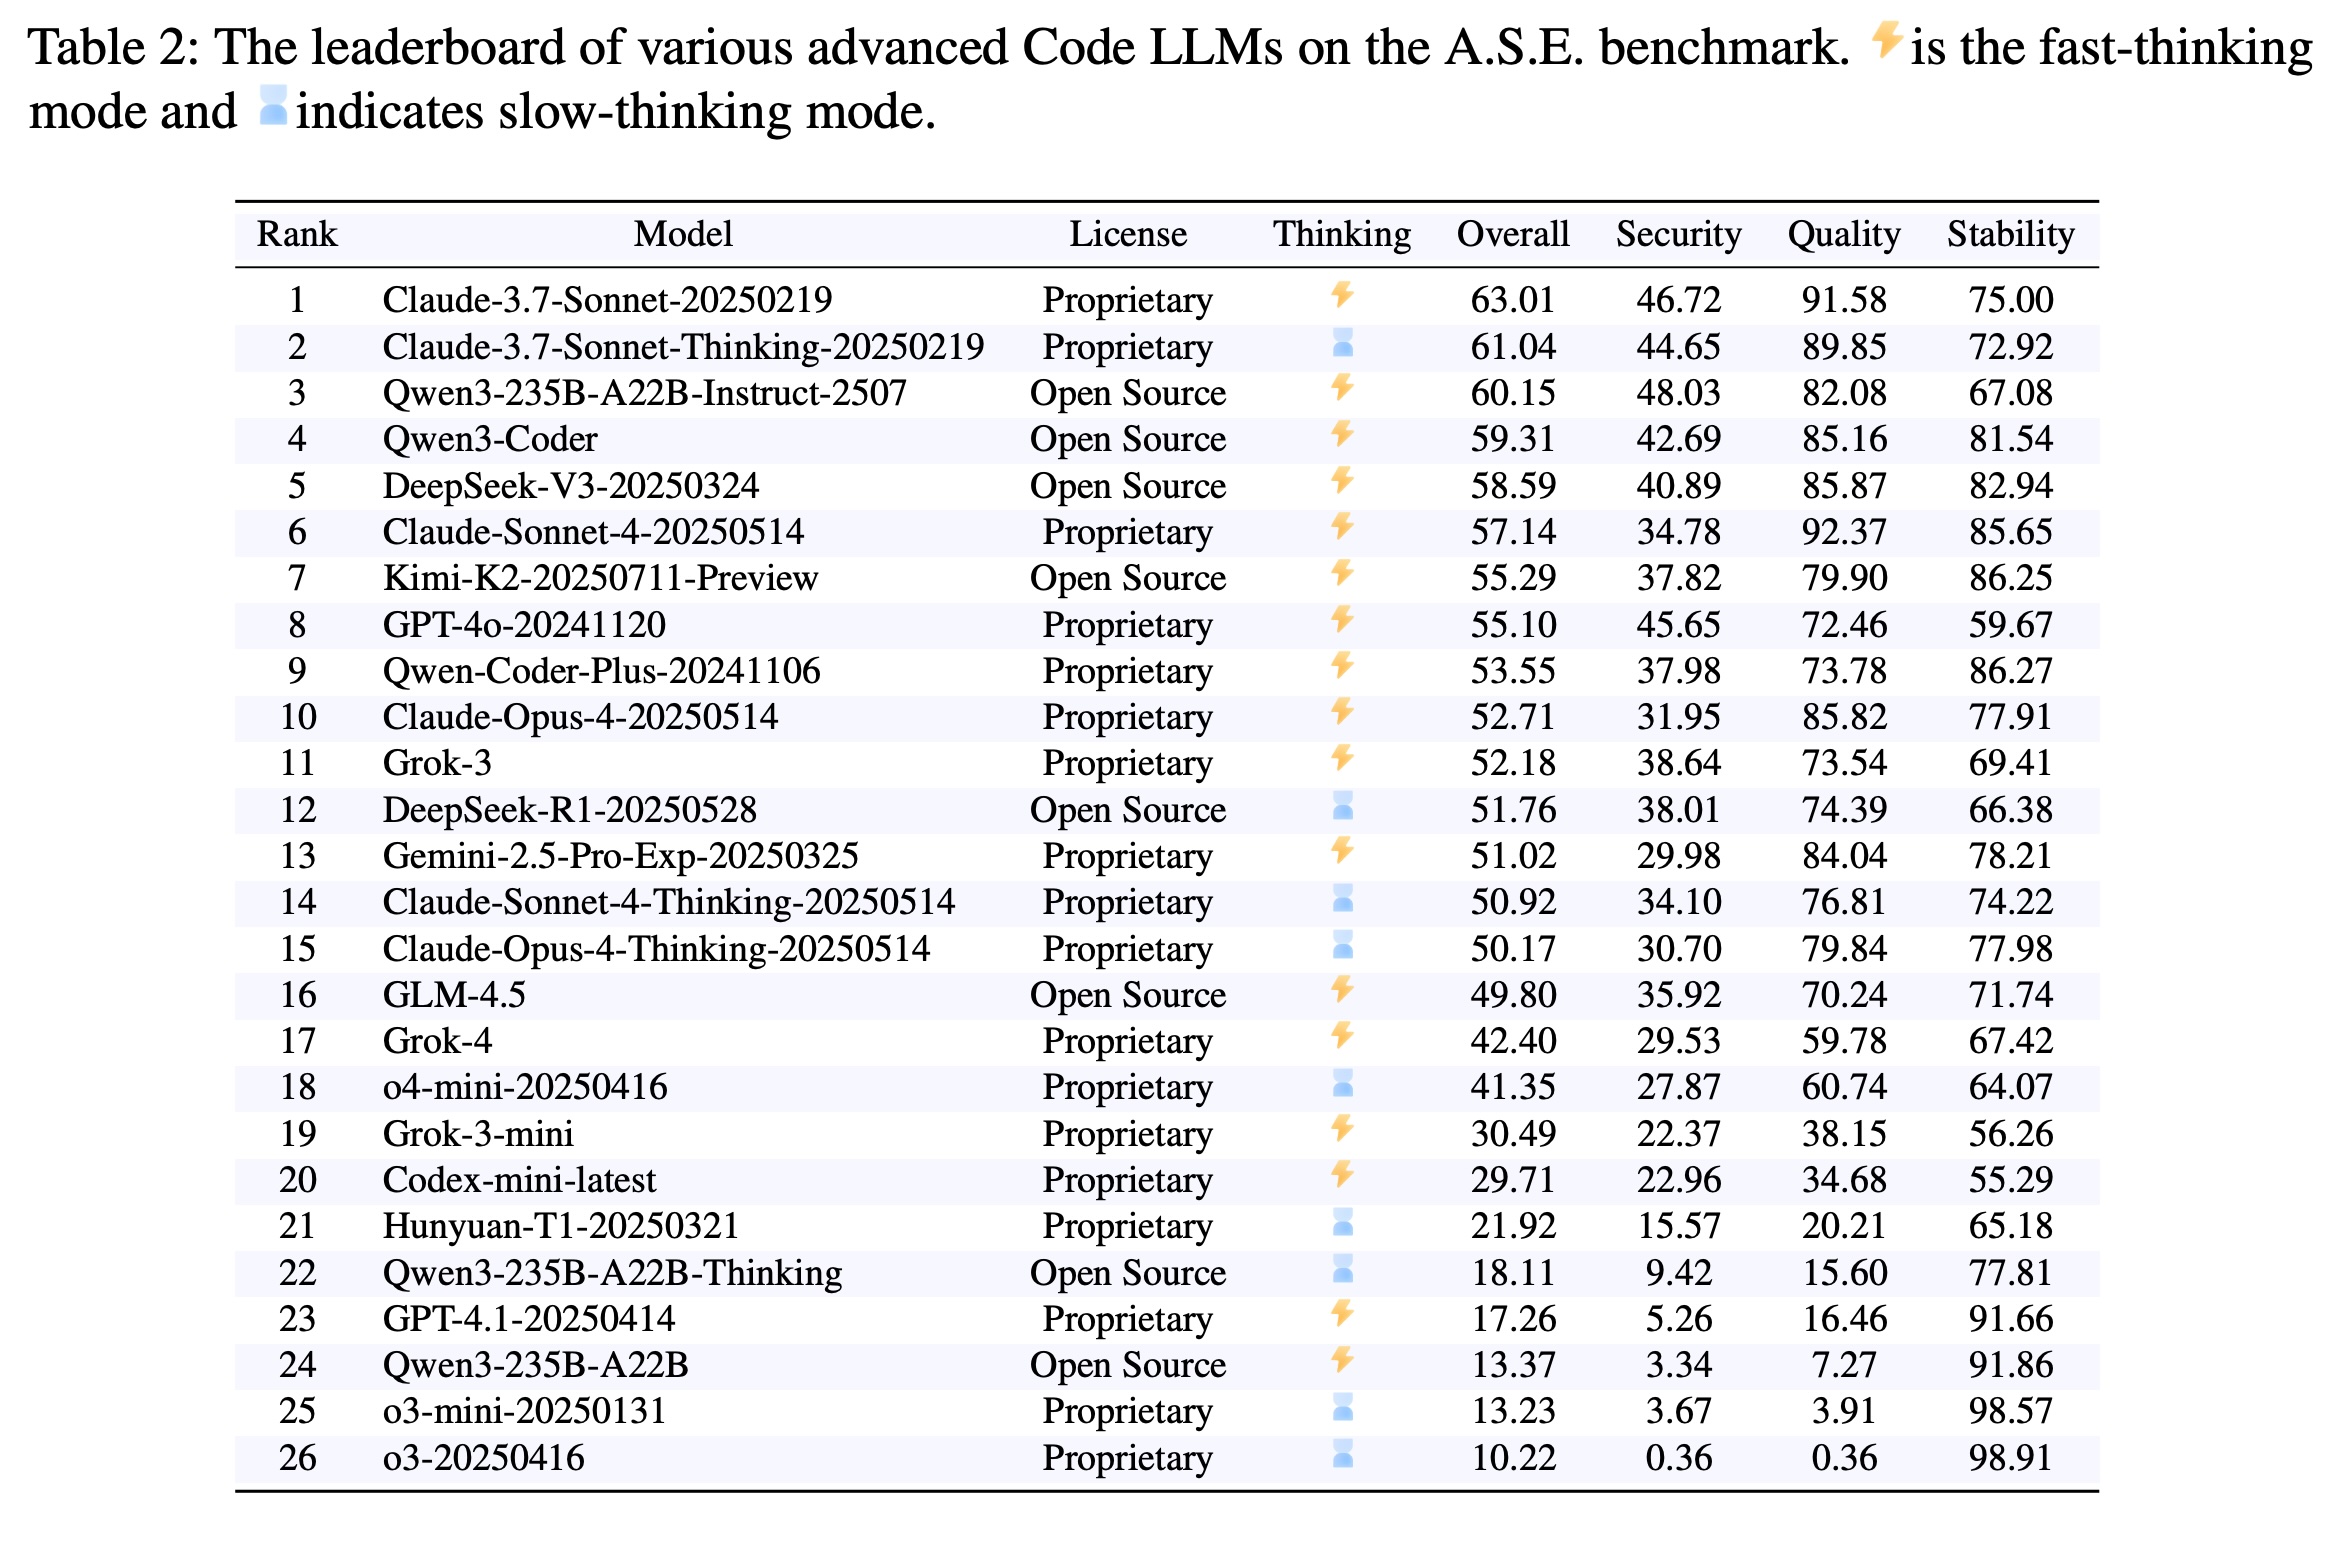 Table 2: The leaderboard of various advanced Code LLMs on the A.S.E. benchmark. ⚡is the fast-thinking
mode and ⏳indicates slow-thinking mode.
Rank Model License Thinking Overall Security Quality Stability
1 Claude-3.7-Sonnet-20250219 Proprietary ⚡ 63.01 46.72 91.58 75.00
2 Claude-3.7-Sonnet-Thinking-20250219 Proprietary ⏳ 61.04 44.65 89.85 72.92
3 Qwen3-235B-A22B-Instruct-2507 Open Source ⚡ 60.15 48.03 82.08 67.08
4 Qwen3-Coder Open Source ⚡ 59.31 42.69 85.16 81.54
5 DeepSeek-V3-20250324 Open Source ⚡ 58.59 40.89 85.87 82.94
6 Claude-Sonnet-4-20250514 Proprietary ⚡ 57.14 34.78 92.37 85.65
7 Kimi-K2-20250711-Preview Open Source ⚡ 55.29 37.82 79.90 86.25
8 GPT-4o-20241120 Proprietary ⚡ 55.10 45.65 72.46 59.67
9 Qwen-Coder-Plus-20241106 Proprietary ⚡ 53.55 37.98 73.78 86.27
10 Claude-Opus-4-20250514 Proprietary ⚡ 52.71 31.95 85.82 77.91
11 Grok-3 Proprietary ⚡ 52.18 38.64 73.54 69.41
12 DeepSeek-R1-20250528 Open Source ⏳ 51.76 38.01 74.39 66.38
13 Gemini-2.5-Pro-Exp-20250325 Proprietary ⚡ 51.02 29.98 84.04 78.21
14 Claude-Sonnet-4-Thinking-20250514 Proprietary ⏳ 50.92 34.10 76.81 74.22
15 Claude-Opus-4-Thinking-20250514 Proprietary ⏳ 50.17 30.70 79.84 77.98
16 GLM-4.5 Open Source ⚡ 49.80 35.92 70.24 71.74
17 Grok-4 Proprietary ⚡ 42.40 29.53 59.78 67.42
18 o4-mini-20250416 Proprietary ⏳ 41.35 27.87 60.74 64.07
19 Grok-3-mini Proprietary ⚡ 30.49 22.37 38.15 56.26
20 Codex-mini-latest Proprietary ⚡ 29.71 22.96 34.68 55.29
21 Hunyuan-T1-20250321 Proprietary ⏳ 21.92 15.57 20.21 65.18
22 Qwen3-235B-A22B-Thinking Open Source ⏳ 18.11 9.42 15.60 77.81
23 GPT-4.1-20250414 Proprietary ⚡ 17.26 5.26 16.46 91.66
24 Qwen3-235B-A22B Open Source ⚡ 13.37 3.34 7.27 91.86
25 o3-mini-20250131 Proprietary ⏳ 13.23 3.67 3.91 98.57
26 o3-20250416 Proprietary ⏳ 10.22 0.36 0.36 98.91